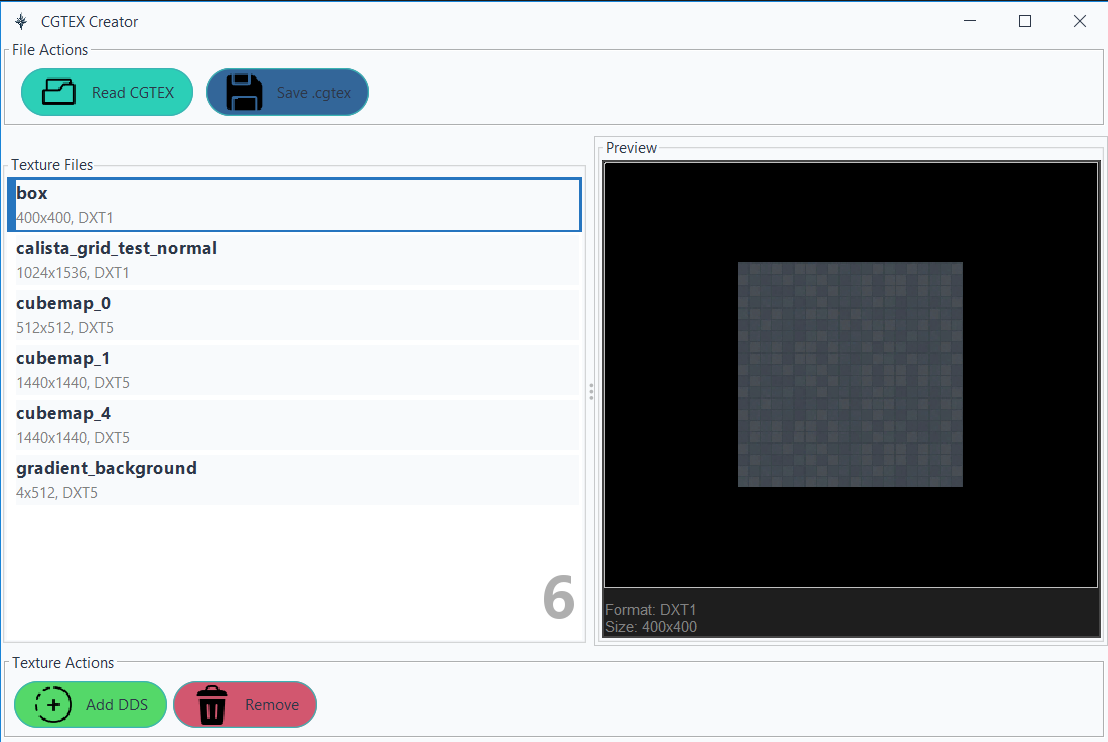 CGTEX Creator
File Actions
Read CGTEX
Save .cgtex
Texture Files
box
400x400, DXT1
calista_grid_test_normal
1024x1536, DXT1
cubemap_0
512x512, DXT5
cubemap_1
1440x1440, DXT5
cubemap_4
1440x1440, DXT5
gradient_background
4x512, DXT5
6
Preview
Format: DXT1
Size: 400x400
Texture Actions
Add DDS
Remove